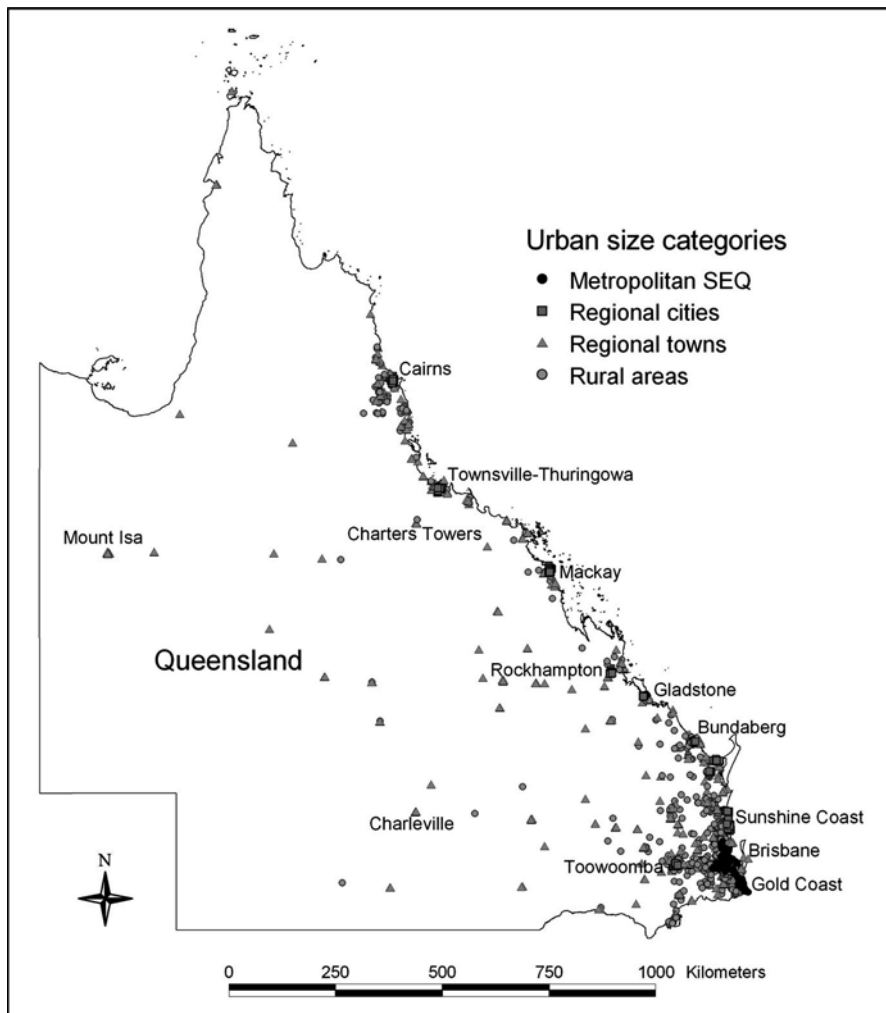 Urban size categories
Metropolitan SEQ
Regional cities
Regional towns
Rural areas
Cairns
Townsville-Thuringowa
Charters Towers
Mount Isa
Mackay
Queensland
Rockhampton
Gladstone
Bundaberg
Charleville
Sunshine Coast
Brisbane
Toowoomba
Gold Coast
N
0 250 500 750 1000 Kilometers